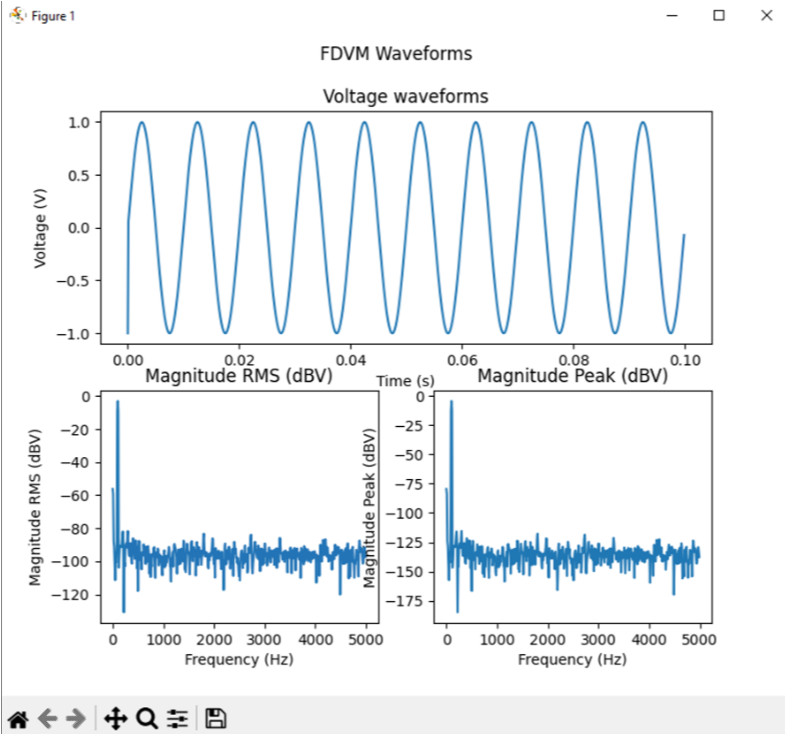 Figure 1
FDVM Waveforms
Voltage waveforms
Voltage (V)
1.0
0.5
0.0
−0.5
−1.0
0.00 0.02 0.04 0.06 0.08 0.10
Time (s)
Magnitude RMS (dBV)
Magnitude RMS (dBV)
0
−20
−40
−60
−80
−100
−120
0 1000 2000 3000 4000 5000
Frequency (Hz)
Magnitude Peak (dBV)
Magnitude Peak (dBV)
0
−25
−50
−75
−100
−125
−150
−175
0 1000 2000 3000 4000 5000
Frequency (Hz)